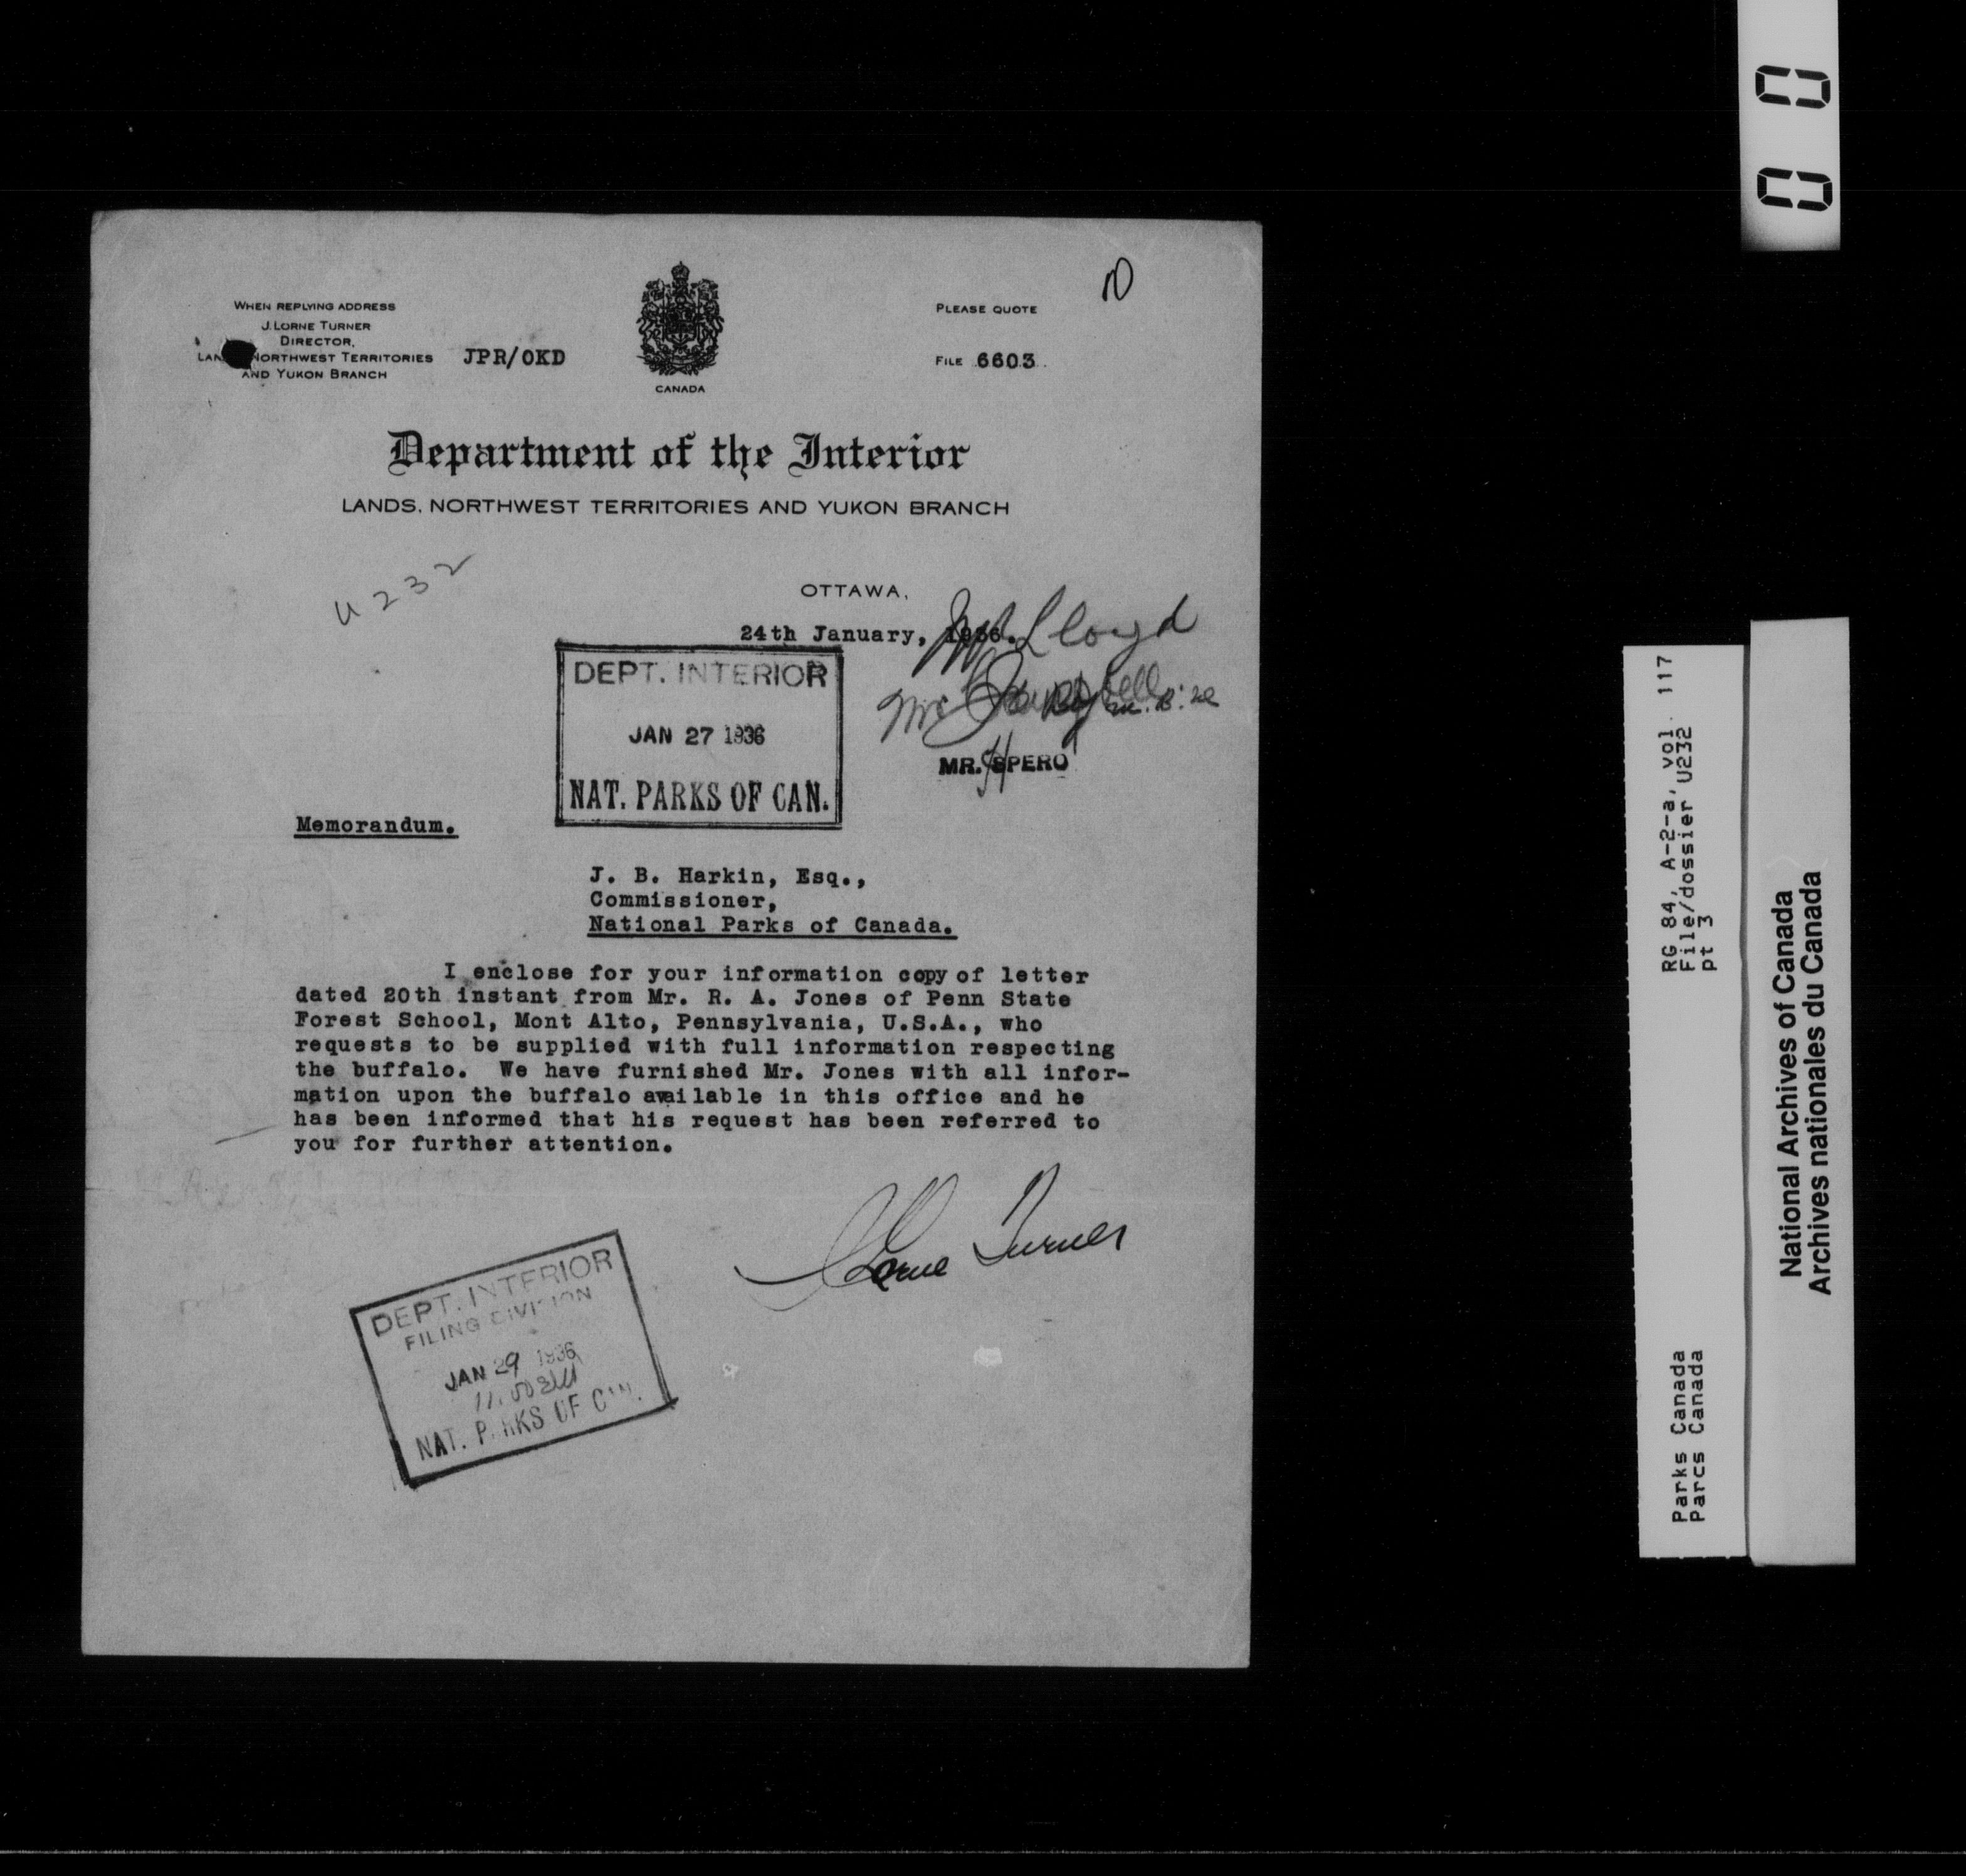 WHEN REPLYING ADDRESS
J. LORNE TURNER
DIRECTOR,
NORTHWEST TERRITORIES
AND YUKON BRANCH
JPR/OKD
CANADA
PLEASE QUOTE
FILE 6603
Department of the Interior
LANDS, NORTHWEST TERRITORIES AND YUKON BRANCH
U 232
OTTAWA,
24th January, 1936.
Mr Lloyd
DEPT. INTERIOR
JAN 27 1936
NAT. PARKS OF CAN.
MR. SPERO
Memorandum.
J. B. Harkin, Esq.,
Commissioner,
National Parks of Canada.
I enclose for your information copy of letter
dated 20th instant from Mr. R. A. Jones of Penn State
Forest School, Mont Alto, Pennsylvania, U.S.A., who
requests to be supplied with full information respecting
the buffalo. We have furnished Mr. Jones with all infor-
mation upon the buffalo available in this office and he
has been informed that his request has been referred to
you for further attention.
Lorne Turner
DEPT. INTERIOR
FILING DIVISION
JAN 29 1936
NAT. PARKS OF CAN.
00
RG 84, A-2-a, vol. 117
File/dossier U232
pt 3
Parks Canada
Parcs Canada
National Archives of Canada
Archives nationales du Canada